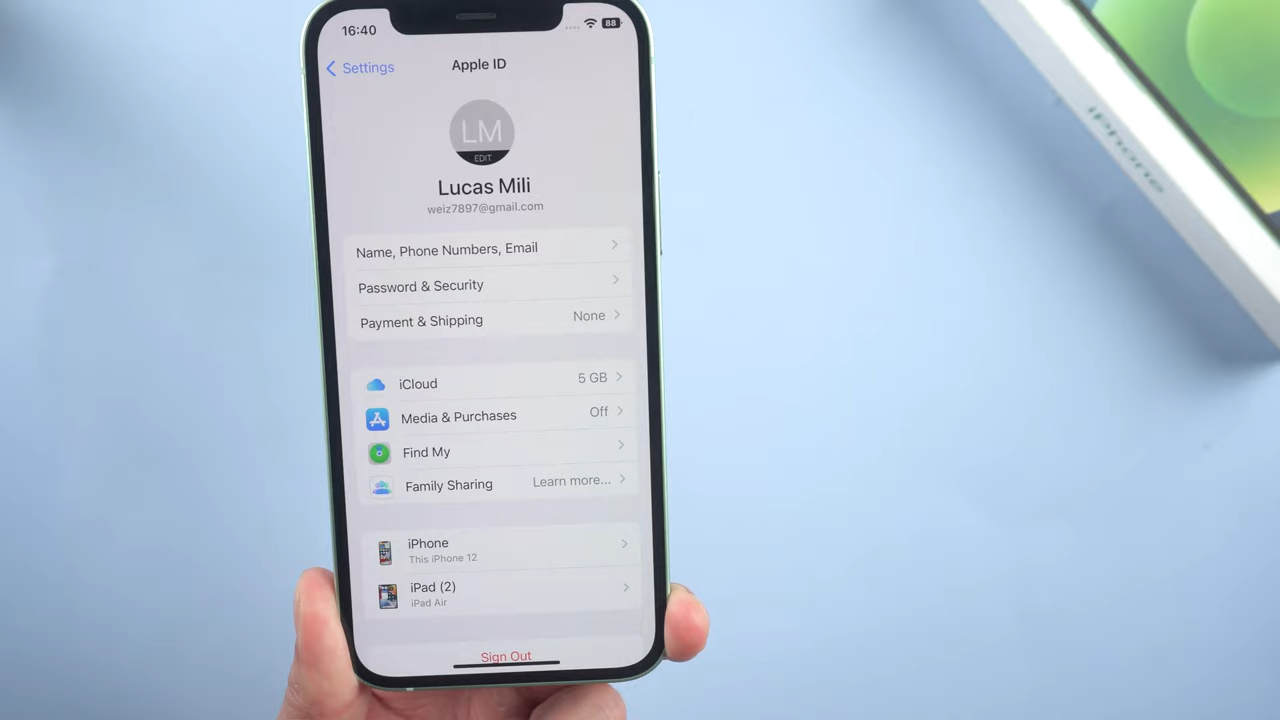 16:40
88
Settings
Apple ID
LM
EDIT
Lucas Mili
weiz7897@gmail.com
Name, Phone Numbers, Email
Password & Security
Payment & Shipping None
iCloud 5 GB
Media & Purchases Off
Find My
Family Sharing Learn more...
iPhone
This iPhone 12
iPad (2)
iPad Air
Sign Out
iPhone